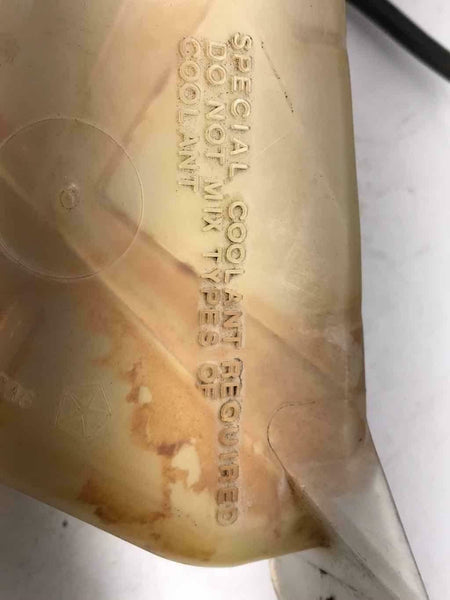 SPECIAL COOLANT REQUIRED
DO NOT MIX TYPES OF
COOLANT